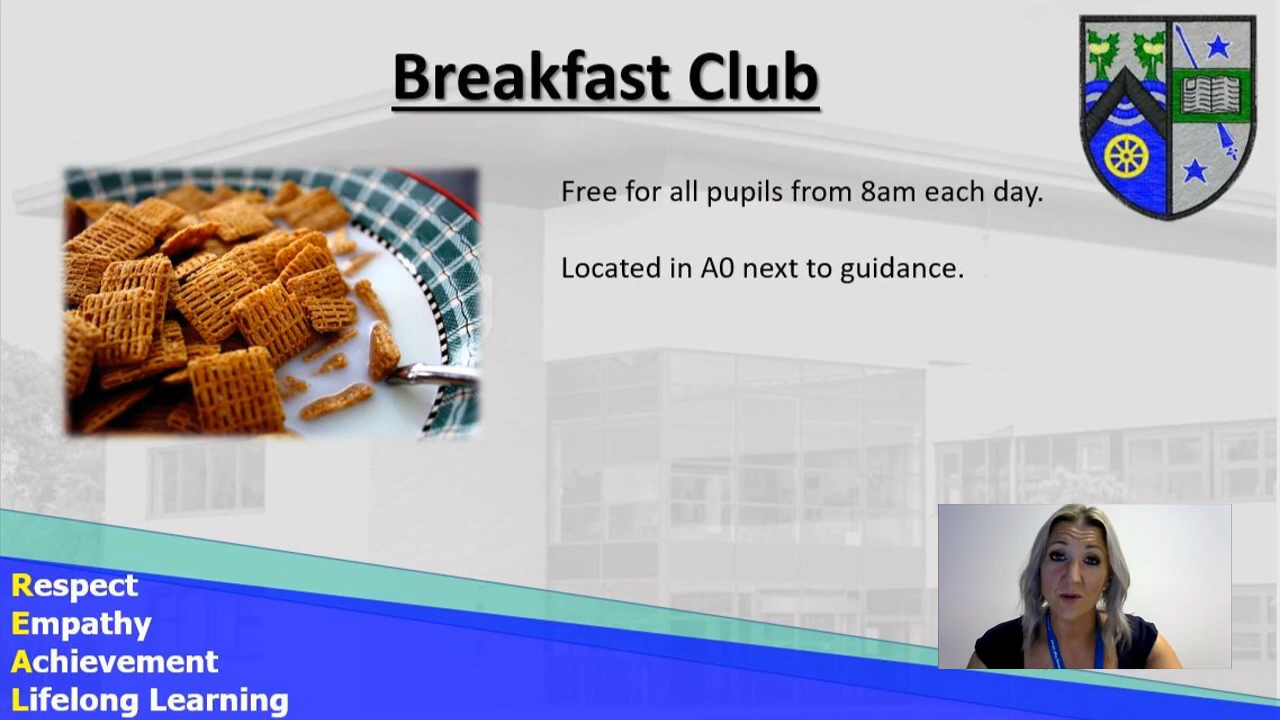 Breakfast Club
Free for all pupils from 8am each day.
Located in A0 next to guidance.
Respect
Empathy
Achievement
Lifelong Learning